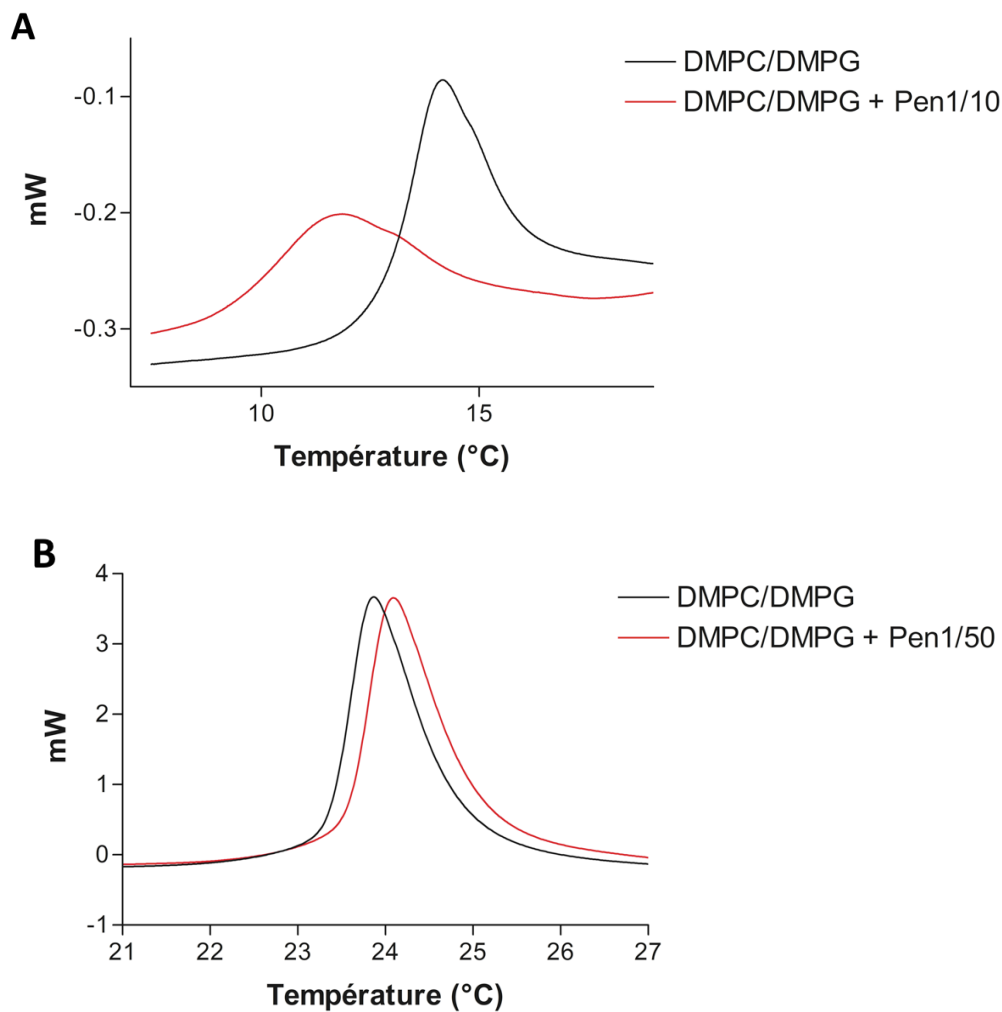 A
DMPC/DMPG
DMPC/DMPG + Pen1/10
-0.1
-0.2
-0.3
mW
10
15
Température (°C)
B
DMPC/DMPG
DMPC/DMPG + Pen1/50
4
3
2
1
0
-1
mW
21
22
23
24
25
26
27
Température (°C)